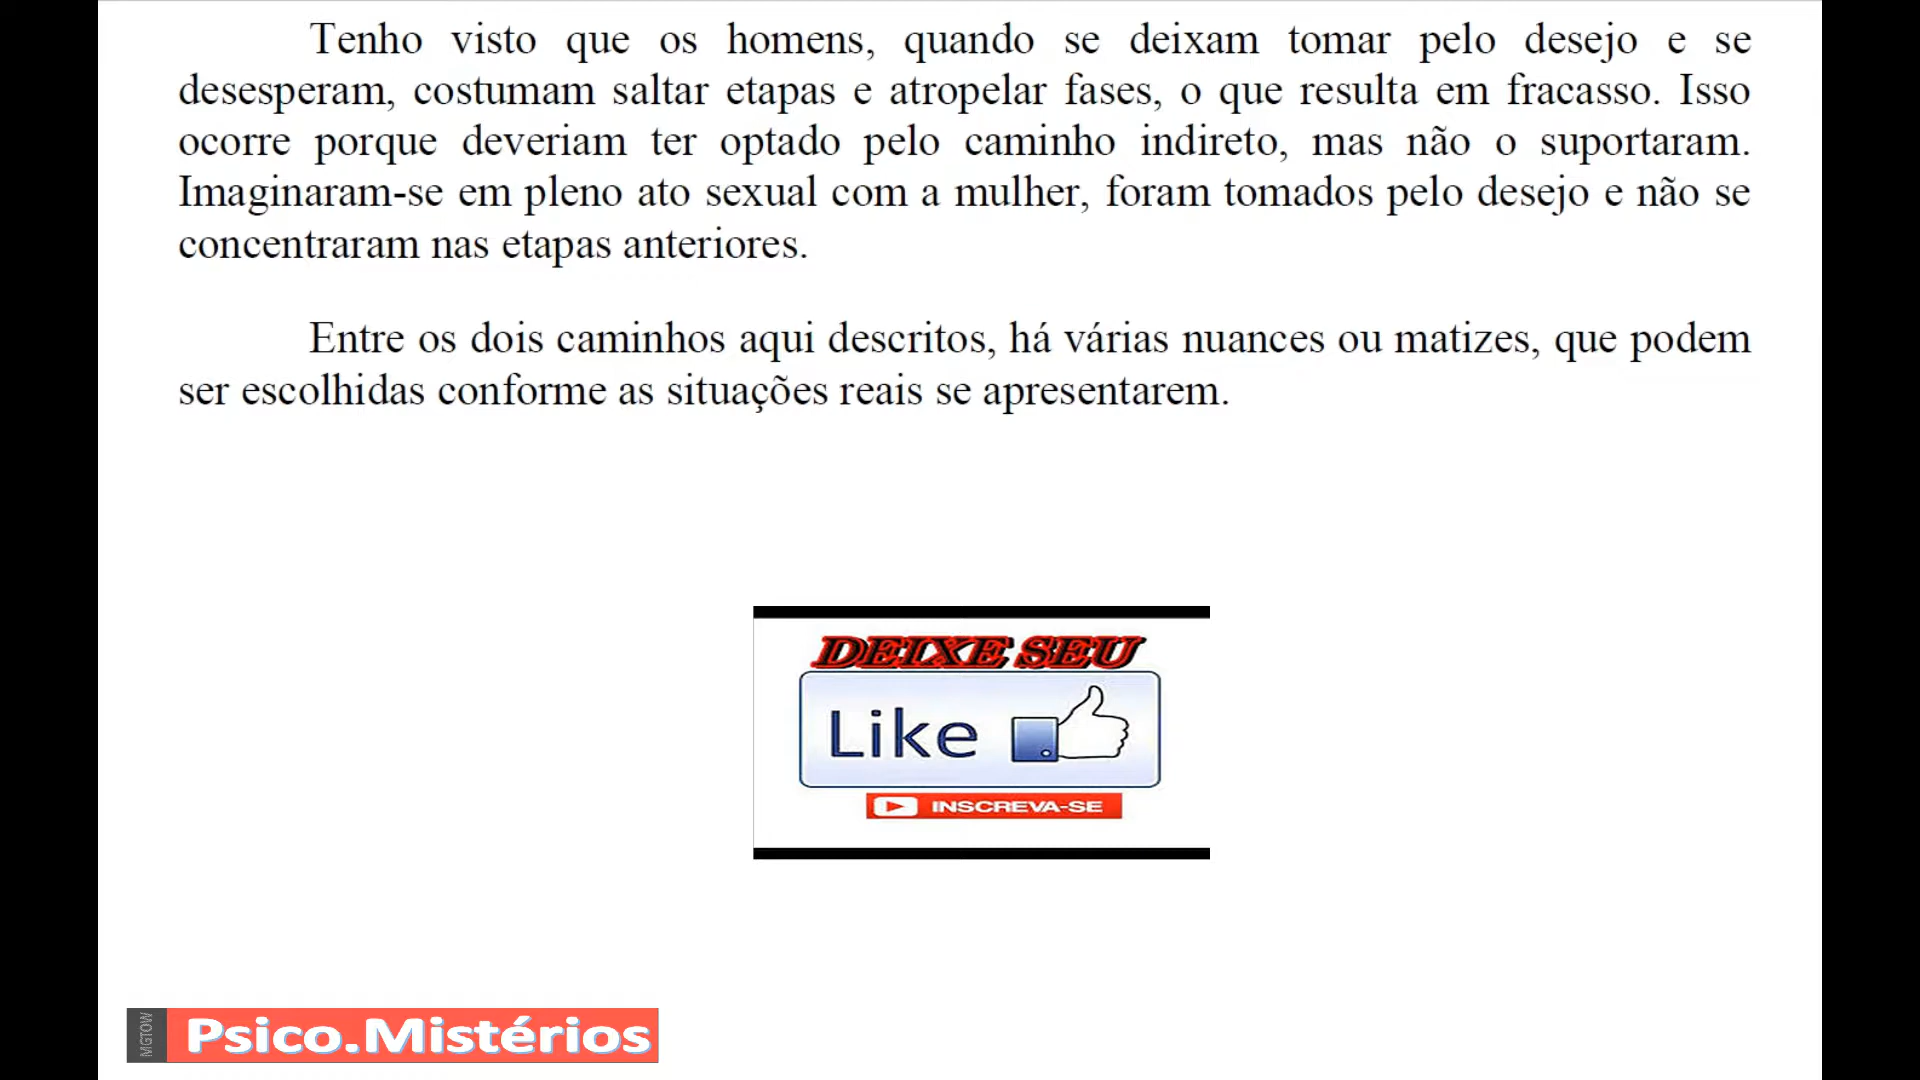 Tenho visto que os homens, quando se deixam tomar pelo desejo e se
desesperam, costumam saltar etapas e atropelar fases, o que resulta em fracasso. Isso
ocorre porque deveriam ter optado pelo caminho indireto, mas não o suportaram.
Imaginaram-se em pleno ato sexual com a mulher, foram tomados pelo desejo e não se
concentraram nas etapas anteriores.
Entre os dois caminhos aqui descritos, há várias nuances ou matizes, que podem
ser escolhidas conforme as situações reais se apresentarem.
DEIXE SEU
Like
INSCREVA-SE
MGTOW
Psico.Mistérios